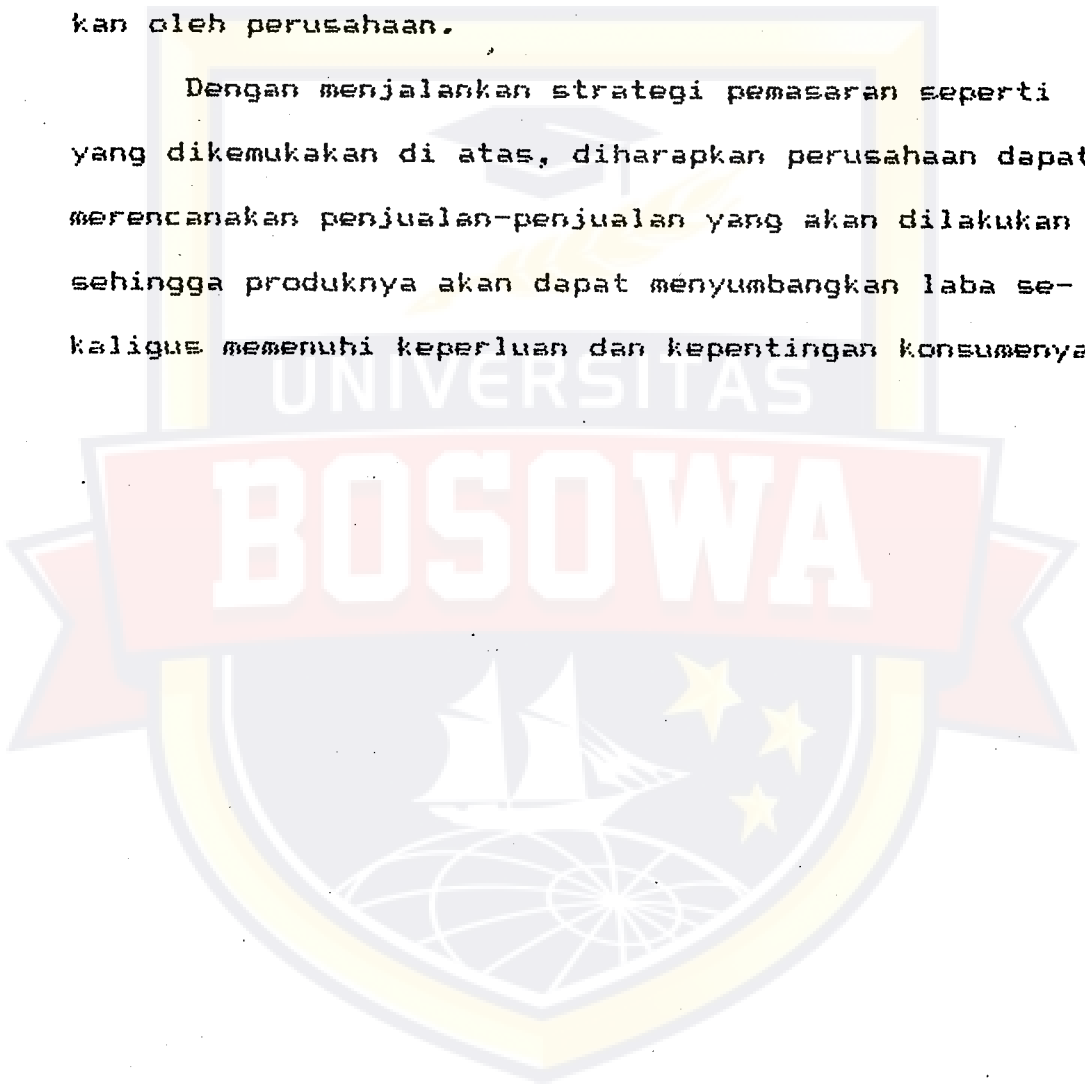 kan oleh perusahaan.
Dengan menjalankan strategi pemasaran seperti
yang dikemukakan di atas, diharapkan perusahaan dapat
merencanakan penjualan-penjualan yang akan dilakukan
sehingga produknya akan dapat menyumbangkan laba se-
kaligus memenuhi keperluan dan kepentingan konsumenya
UNIVERSITAS
BOSOWA